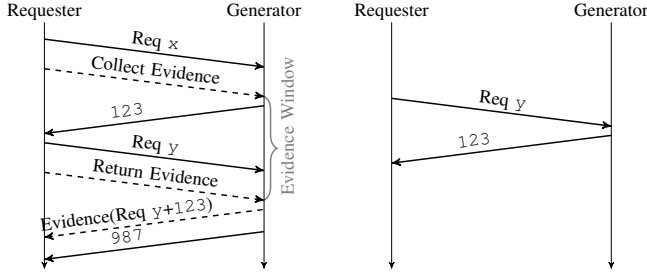 Requester Generator
Req x
Collect Evidence
123
Req y
Return Evidence
Evidence(Req y+123)
987
Evidence Window
Requester Generator
Req y
123